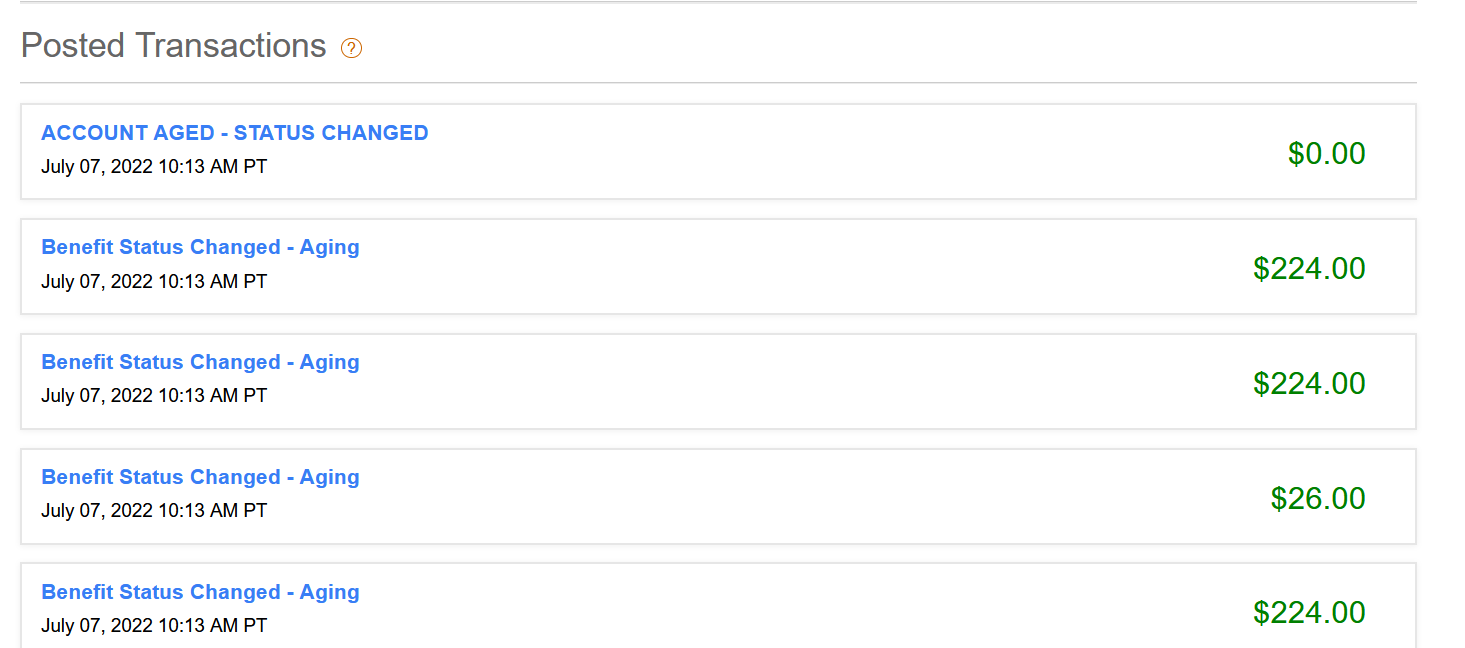 Posted Transactions ?
ACCOUNT AGED - STATUS CHANGED
July 07, 2022 10:13 AM PT
$0.00
Benefit Status Changed - Aging
July 07, 2022 10:13 AM PT
$224.00
Benefit Status Changed - Aging
July 07, 2022 10:13 AM PT
$224.00
Benefit Status Changed - Aging
July 07, 2022 10:13 AM PT
$26.00
Benefit Status Changed - Aging
July 07, 2022 10:13 AM PT
$224.00